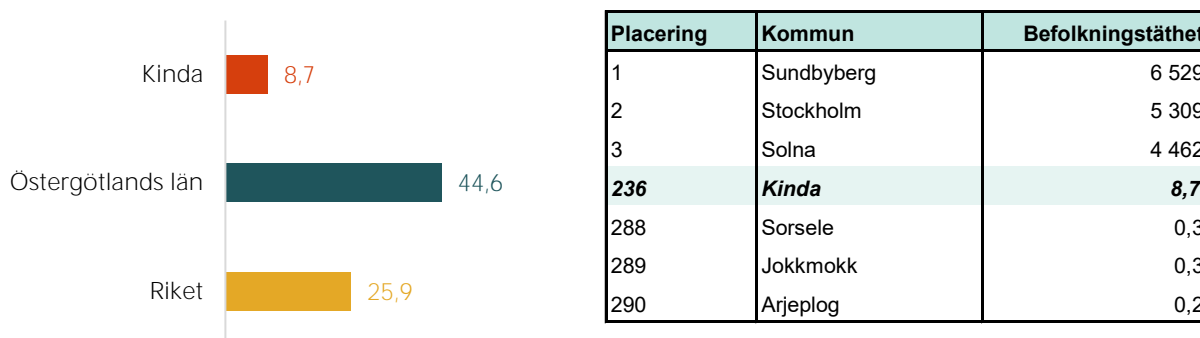 Kinda 8,7
Östergötlands län 44,6
Riket 25,9
Placering Kommun Befolkningstäthet
1 Sundbyberg 6 529
2 Stockholm 5 309
3 Solna 4 462
236 Kinda 8,7
288 Sorsele 0,3
289 Jokkmokk 0,3
290 Arjeplog 0,2